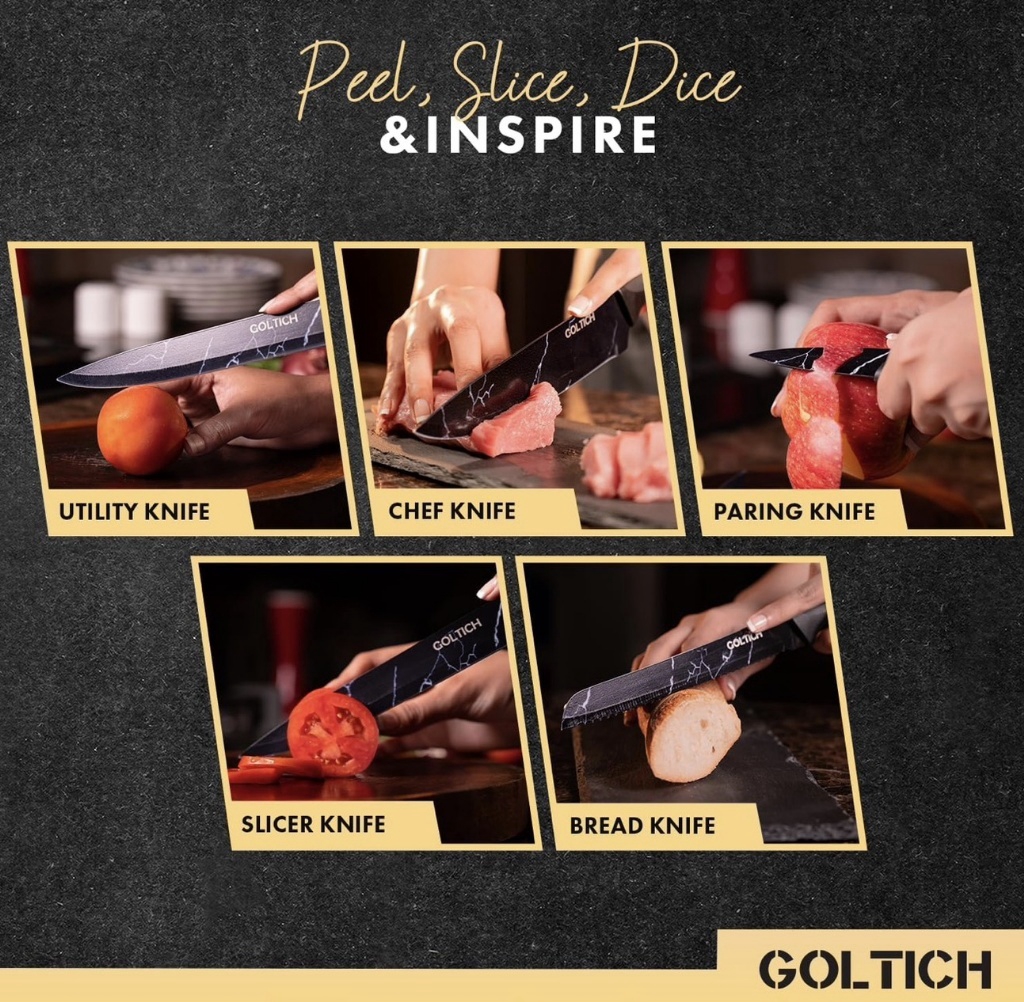 Peel, Slice, Dice
&INSPIRE
GOLTICH
GOLTICH
UTILITY KNIFE
CHEF KNIFE
PARING KNIFE
GOLTICH
GOLTICH
SLICER KNIFE
BREAD KNIFE
GOLTICH